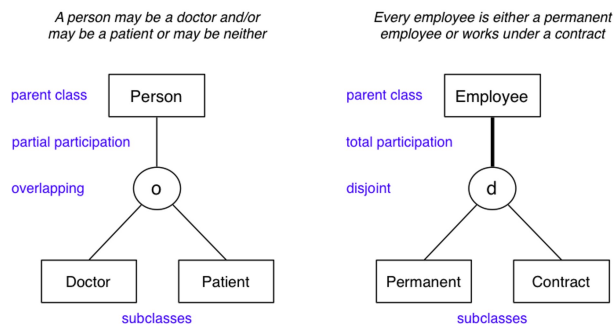 A person may be a doctor and/or
may be a patient or may be neither
parent class
Person
partial participation
overlapping
o
Doctor
Patient
subclasses
Every employee is either a permanent
employee or works under a contract
parent class
Employee
total participation
disjoint
d
Permanent
Contract
subclasses